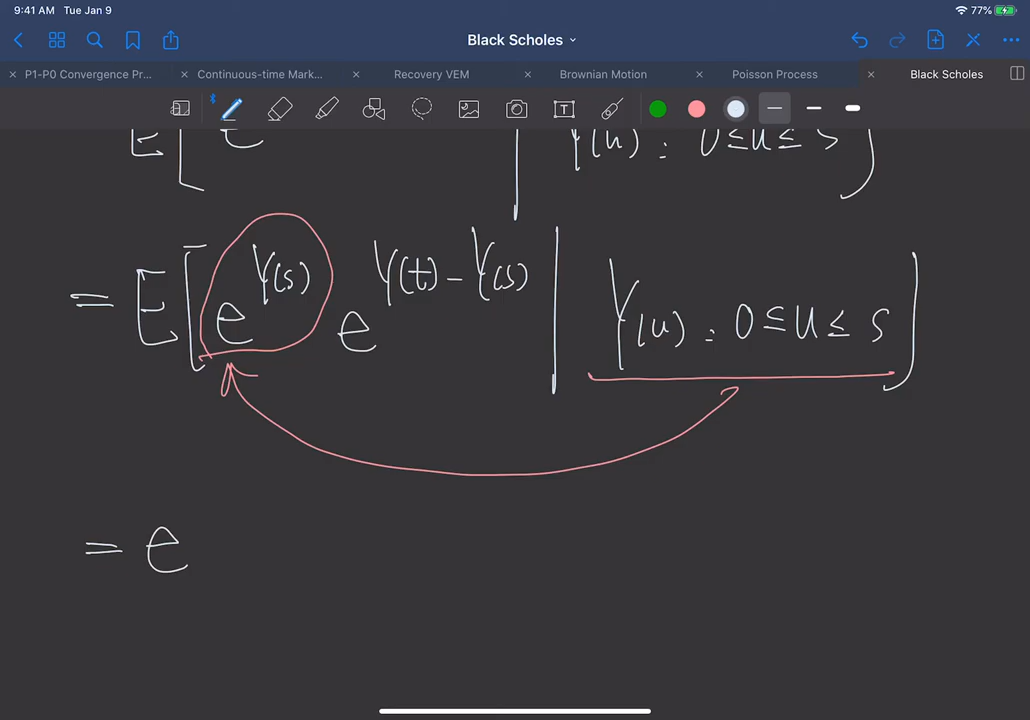 9:41 AM Tue Jan 9
77%
Black Scholes
P1-P0 Convergence Pr...
Continuous-time Mark...
Recovery VEM
Brownian Motion
Poisson Process
Black Scholes
E[e | Y(u) : 0 ≤ u ≤ s]
= E[e^{Y(s)} e^{Y(t)-Y(s)} | Y(u) : 0 ≤ u ≤ s]
= e